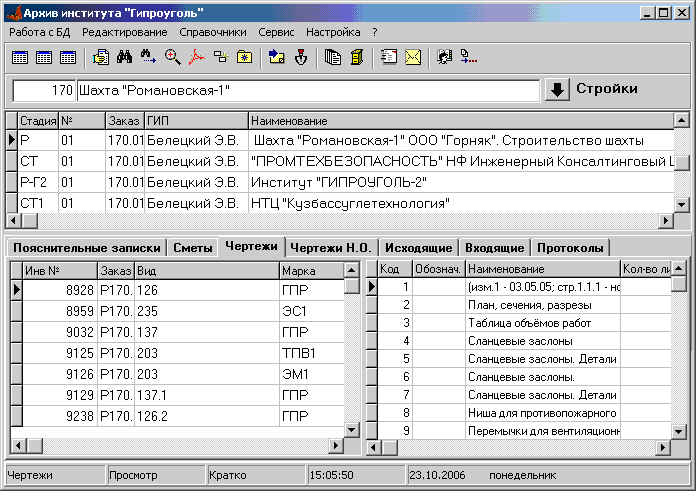 Архив института "Гипроуголь"
Работа с БД Редактирование Справочники Сервис Настройка ?
170 Шахта "Романовская-1" Стройки
Стадия № Заказ ГИП Наименование
Р 01 170.01 Белецкий Э.В. Шахта "Романовская-1" ООО "Горняк". Строительство шахты
СТ 01 170.01 Белецкий Э.В. "ПРОМТЕХБЕЗОПАСНОСТЬ" НФ Инженерный Консалтинговый
Р-Г2 01 170.01 Белецкий Э.В. Институт "ГИПРОУГОЛЬ-2"
СТ1 01 170.01 Белецкий Э.В. НТЦ "Кузбассуглетехнология"
Пояснительные записки Сметы Чертежи Чертежи Н.О. Исходящие Входящие Протоколы
Инв № Заказ Вид Марка
8928 Р170. 126 ГПР
8959 Р170. 235 ЭС1
9032 Р170. 137 ГПР
9125 Р170. 203 ТПВ1
9126 Р170. 203 ЭМ1
9129 Р170. 137.1 ГПР
9238 Р170. 126.2 ГПР
Код Обознач. Наименование Кол-во ли
1 (изм.1 - 03.05.05; стр.1.1.1 - но
2 План, сечения, разрезы
3 Таблица объёмов работ
4 Сланцевые заслоны
5 Сланцевые заслоны. Детали
6 Сланцевые заслоны.
7 Сланцевые заслоны. Детали
8 Ниша для противопожарного
9 Перемычки для вентиляционн
Чертежи Просмотр Кратко 15:05:50 23.10.2006 понедельник